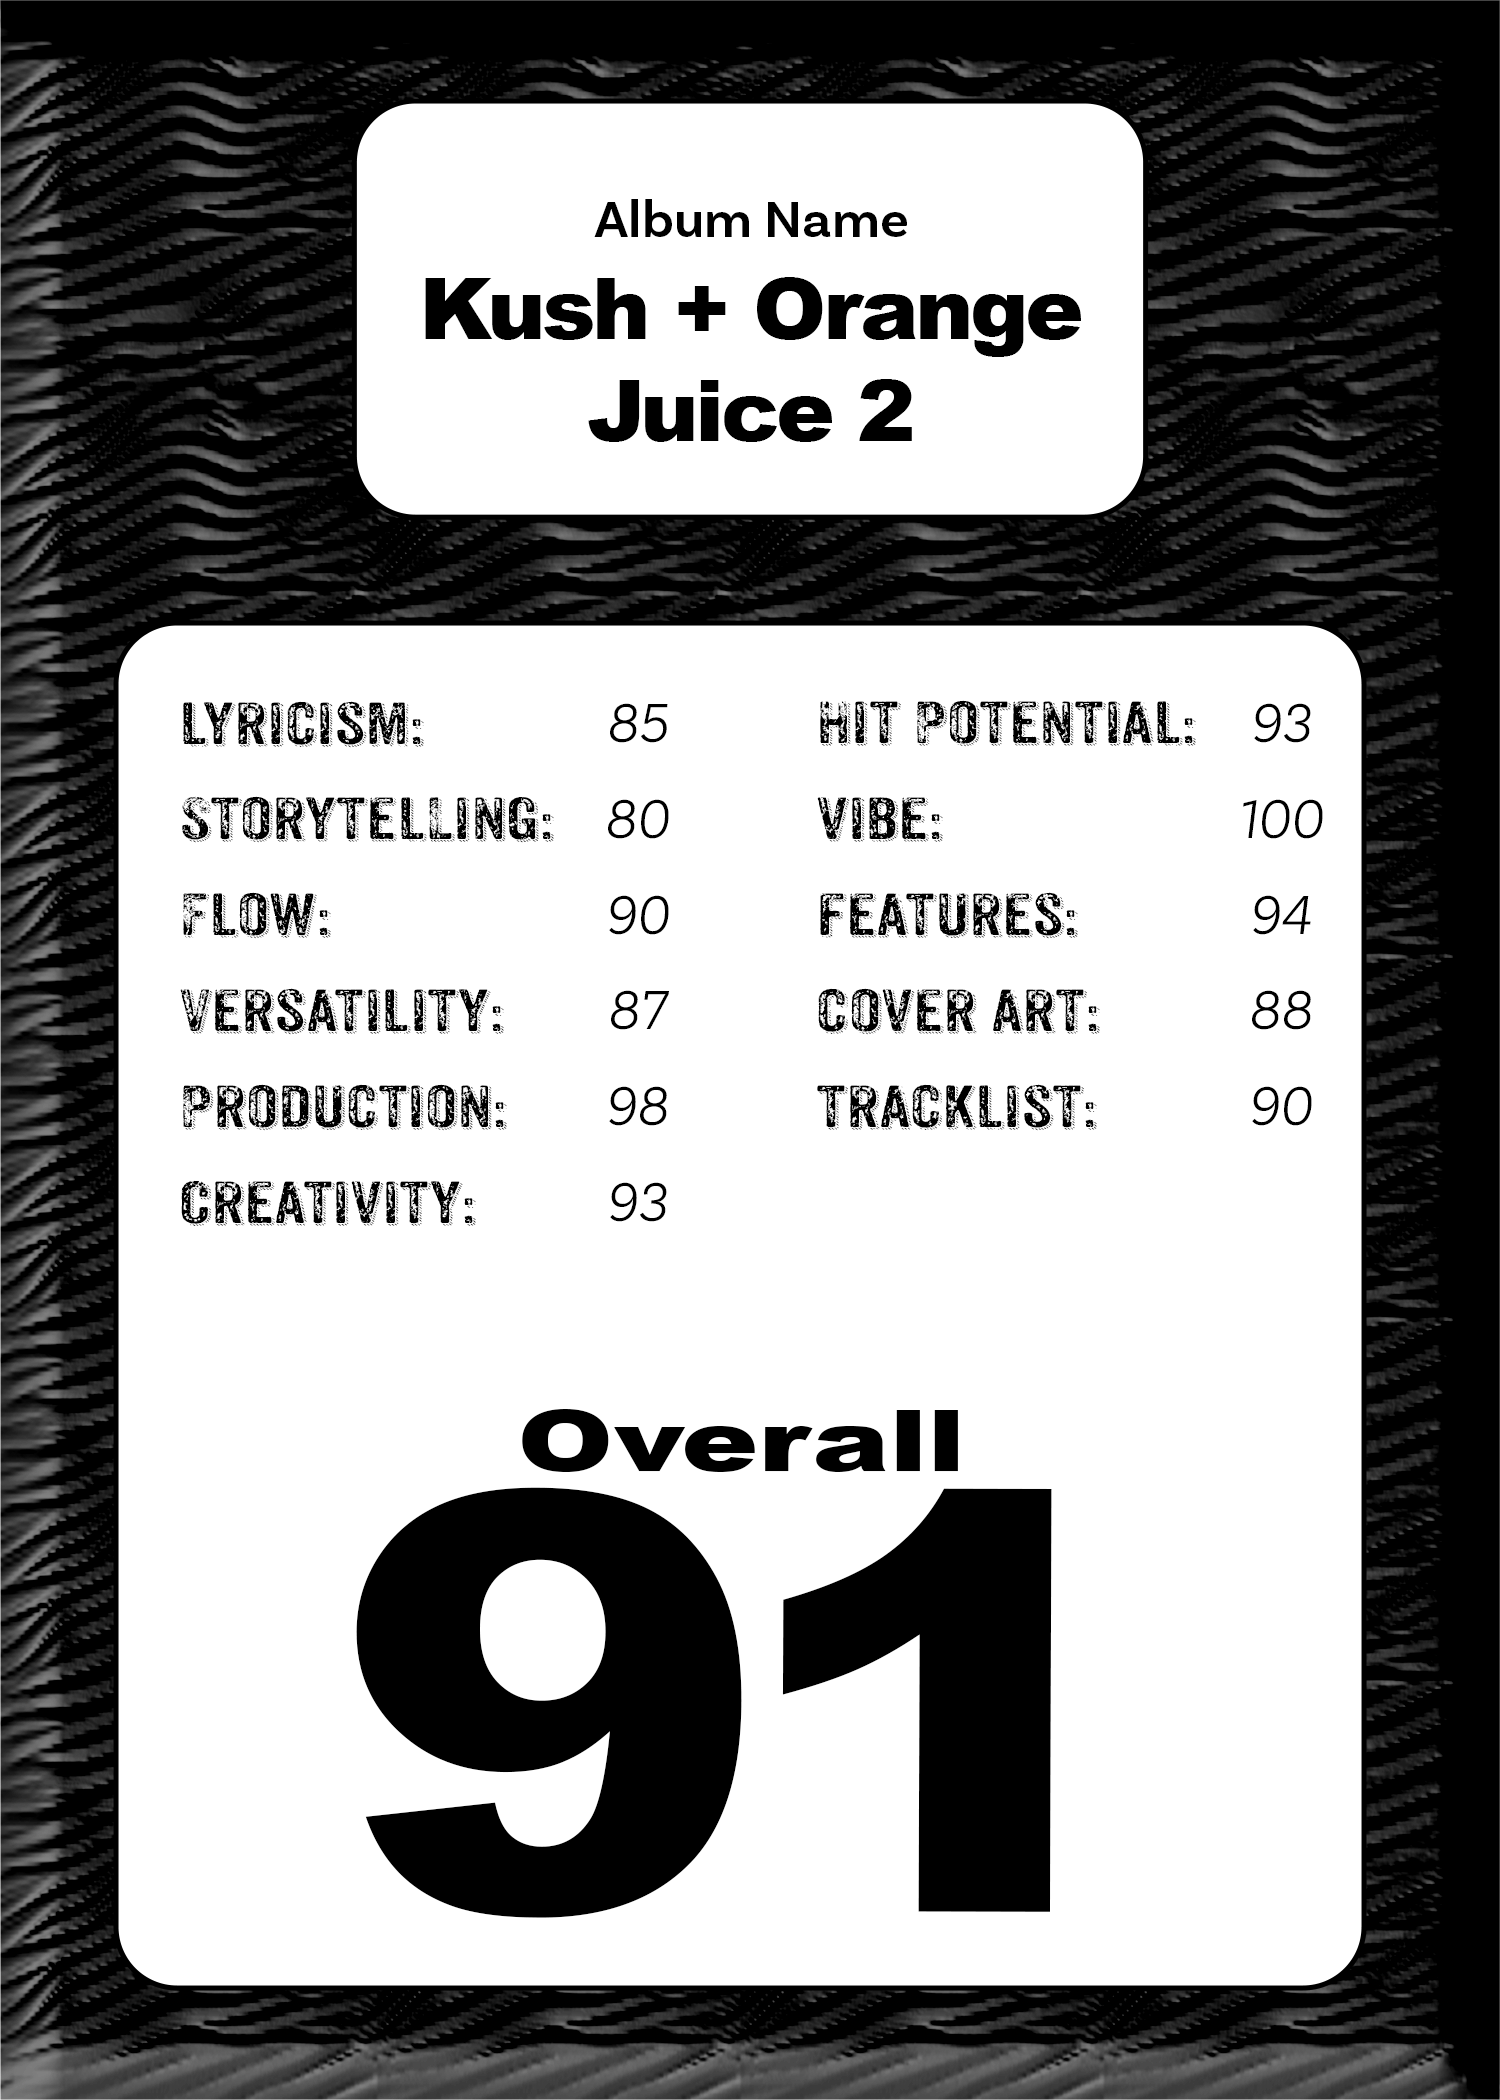 Album Name
Kush + Orange
Juice 2
LYRICISM: 85
STORYTELLING: 80
FLOW: 90
VERSATILITY: 87
PRODUCTION: 98
CREATIVITY: 93
HIT POTENTIAL: 93
VIBE: 100
FEATURES: 94
COVER ART: 88
TRACKLIST: 90
Overall
91